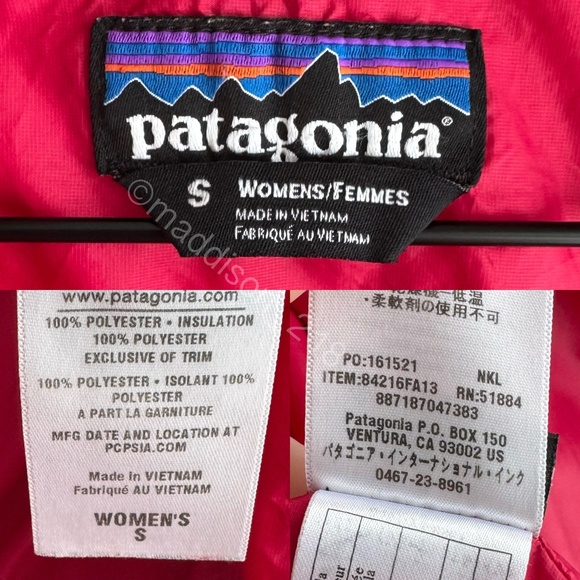 patagonia®
S WOMENS/FEMMES
MADE IN VIETNAM
FABRIQUÉ AU VIETNAM
www.patagonia.com
100% POLYESTER • INSULATION
100% POLYESTER
EXCLUSIVE OF TRIM
100% POLYESTER • ISOLANT 100%
POLYESTER
A PART LA GARNITURE
MFG DATE AND LOCATION AT
PCPSIA.COM
Made in VIETNAM
Fabriqué AU VIETNAM
WOMEN'S
S
・柔軟剤の使用不可
PO:161521 NKL
ITEM:84216FA13 RN:51884
887187047383
Patagonia P.O. BOX 150
VENTURA, CA 93002 US
パタゴニア・インターナショナル・インク
0467-23-8961